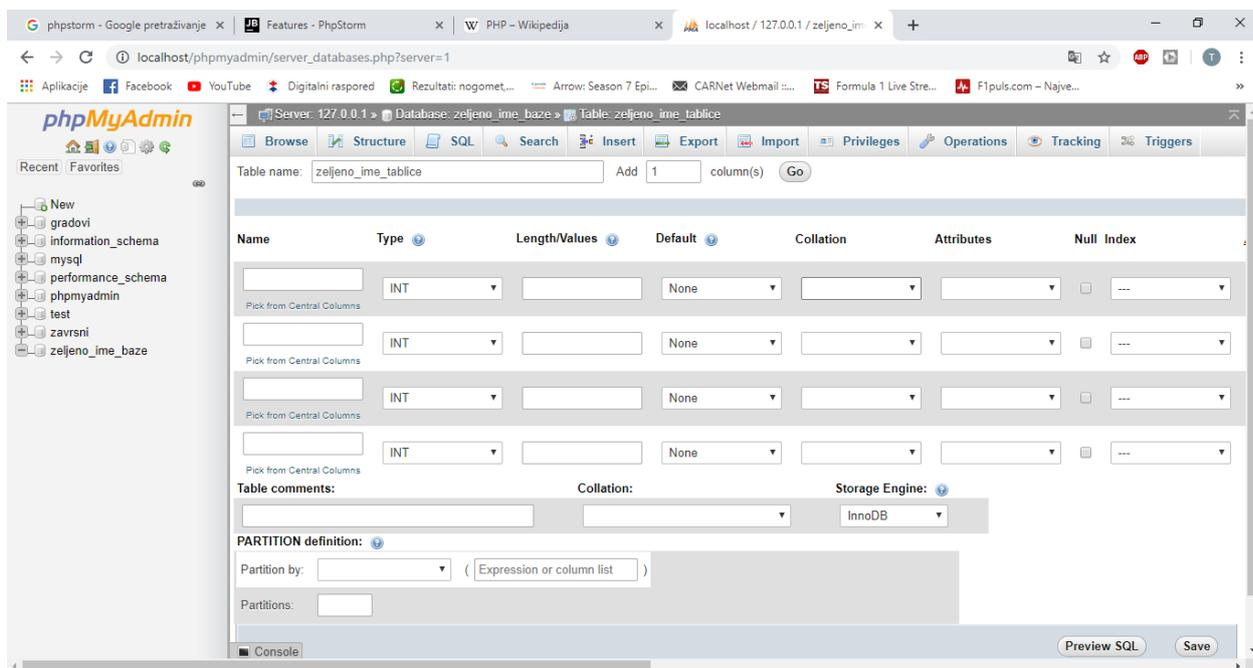 phpstorm - Google pretraživanje
Features - PhpStorm
PHP – Wikipedija
localhost / 127.0.0.1 / zeljeno_im
localhost/phpmyadmin/server_databases.php?server=1
Aplikacije Facebook YouTube Digitalni raspored Rezultati: nogomet,... Arrow: Season 7 Epi... CARNet Webmail ::... Formula 1 Live Stre... F1puls.com – Najve...
phpMyAdmin
Recent Favorites
New
gradovi
information_schema
mysql
performance_schema
phpmyadmin
test
zavrsni
zeljeno_ime_baze
Server: 127.0.0.1 » Database: zeljeno_ime_baze » Table: zeljeno_ime_tablice
Browse Structure SQL Search Insert Export Import Privileges Operations Tracking Triggers
Table name: zeljeno_ime_tablice Add 1 column(s) Go
Name Type Length/Values Default Collation Attributes Null Index
INT None ---
Pick from Central Columns
INT None ---
Pick from Central Columns
INT None ---
Pick from Central Columns
INT None ---
Pick from Central Columns
Table comments: Collation: Storage Engine:
InnoDB
PARTITION definition:
Partition by: ( Expression or column list )
Partitions:
Preview SQL Save
Console